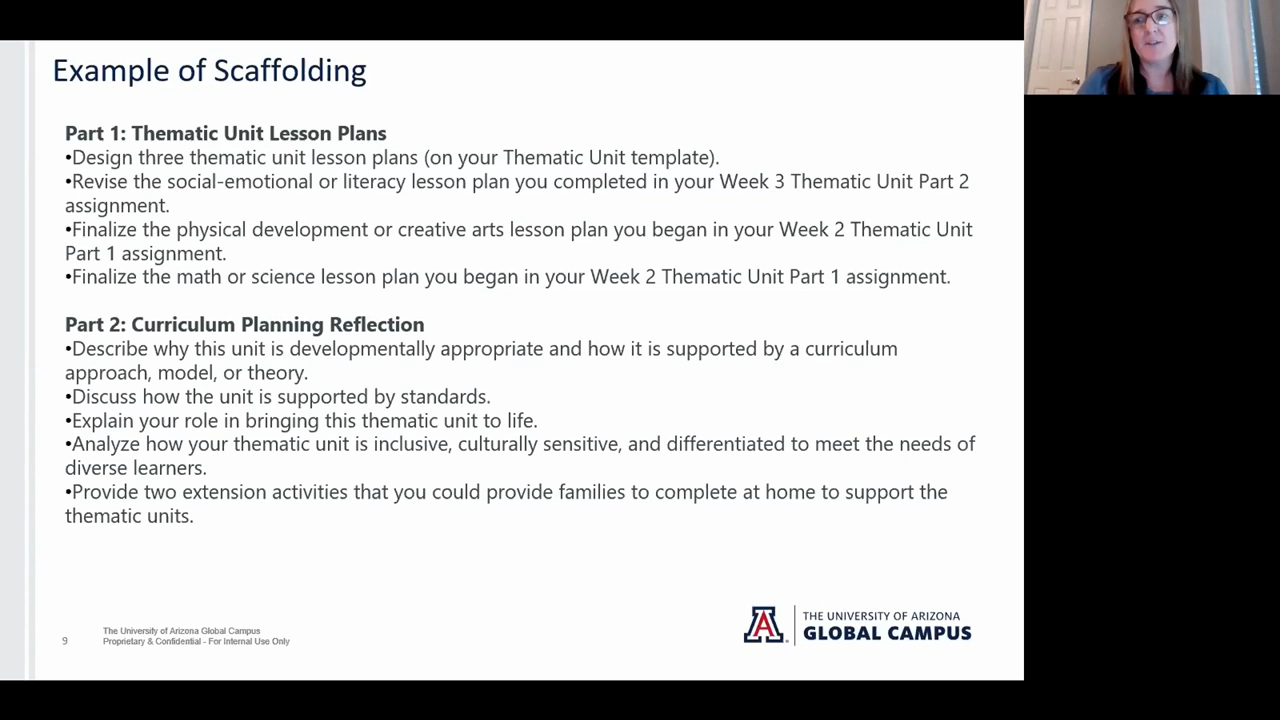 Example of Scaffolding
Part 1: Thematic Unit Lesson Plans
•Design three thematic unit lesson plans (on your Thematic Unit template).
•Revise the social-emotional or literacy lesson plan you completed in your Week 3 Thematic Unit Part 2
assignment.
•Finalize the physical development or creative arts lesson plan you began in your Week 2 Thematic Unit
Part 1 assignment.
•Finalize the math or science lesson plan you began in your Week 2 Thematic Unit Part 1 assignment.
Part 2: Curriculum Planning Reflection
•Describe why this unit is developmentally appropriate and how it is supported by a curriculum
approach, model, or theory.
•Discuss how the unit is supported by standards.
•Explain your role in bringing this thematic unit to life.
•Analyze how your thematic unit is inclusive, culturally sensitive, and differentiated to meet the needs of
diverse learners.
•Provide two extension activities that you could provide families to complete at home to support the
thematic units.
9
The University of Arizona Global Campus
Proprietary & Confidential - For Internal Use Only
A
THE UNIVERSITY OF ARIZONA
GLOBAL CAMPUS